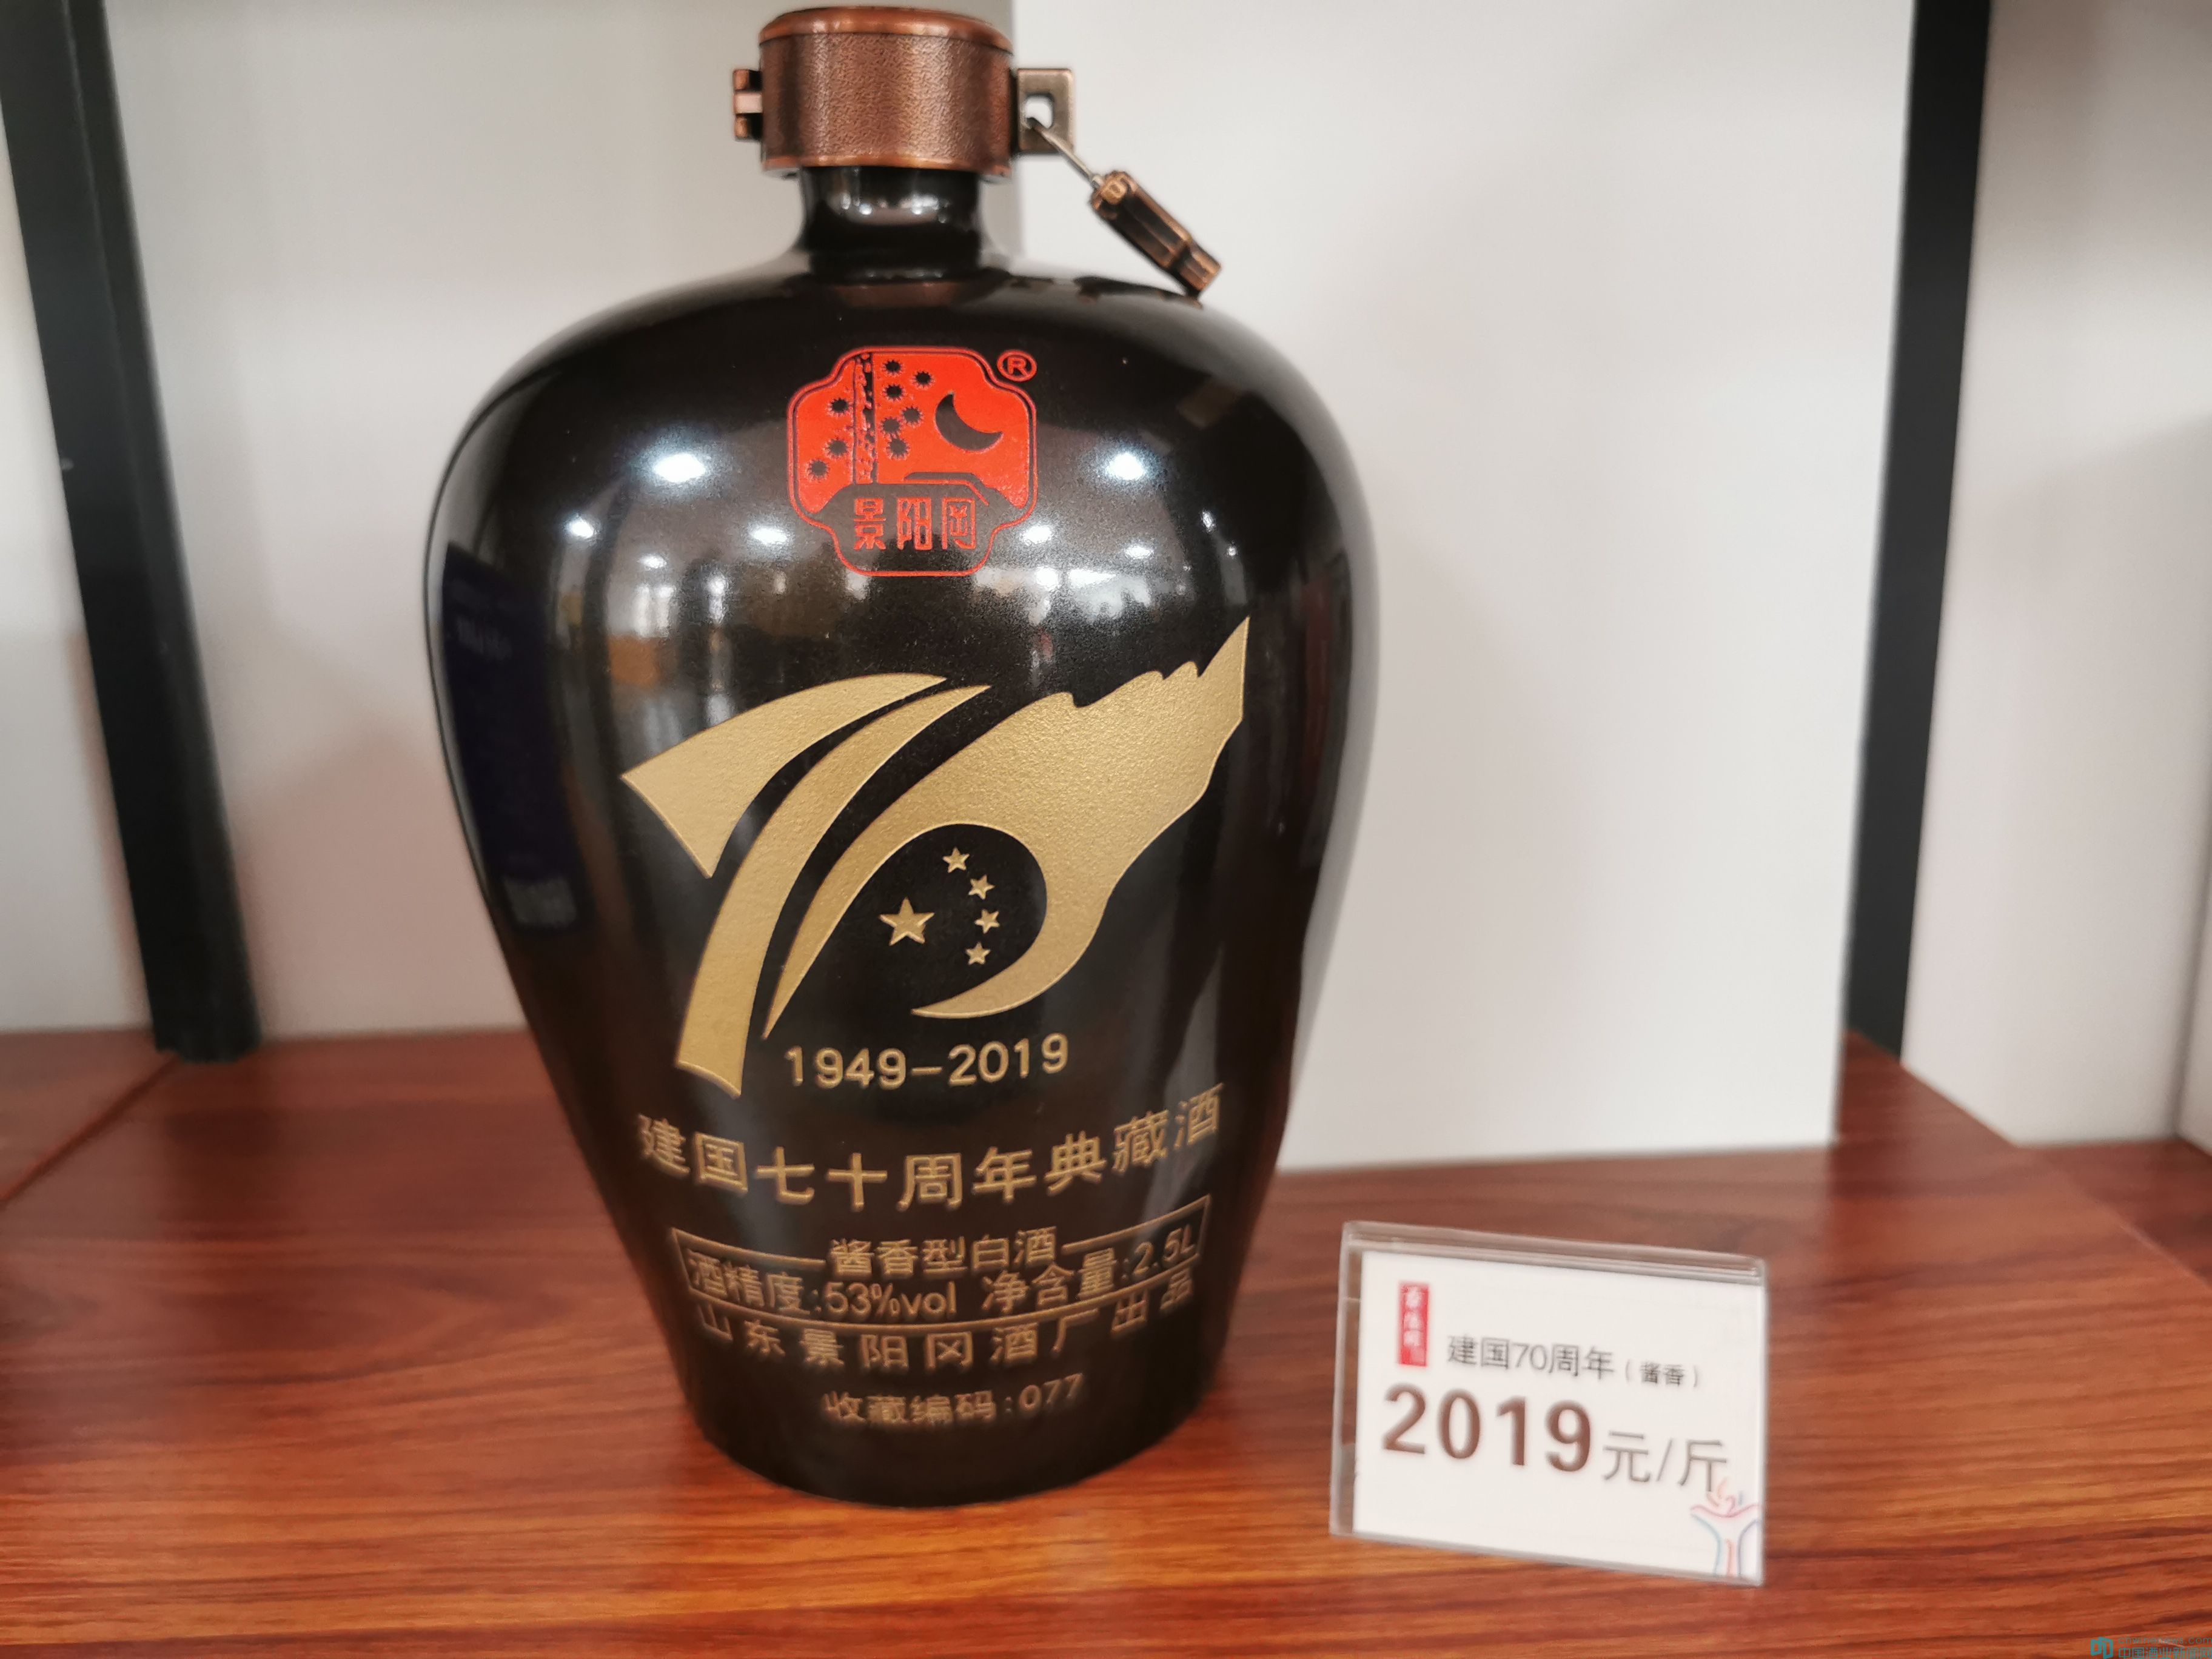 ®
景阳冈
70
1949-2019
建国七十周年典藏酒
酱香型白酒
酒精度:53%vol 净含量:2.5L
山东景阳冈酒厂出品
收藏编码:077
建国70周年（酱香）
2019元/斤